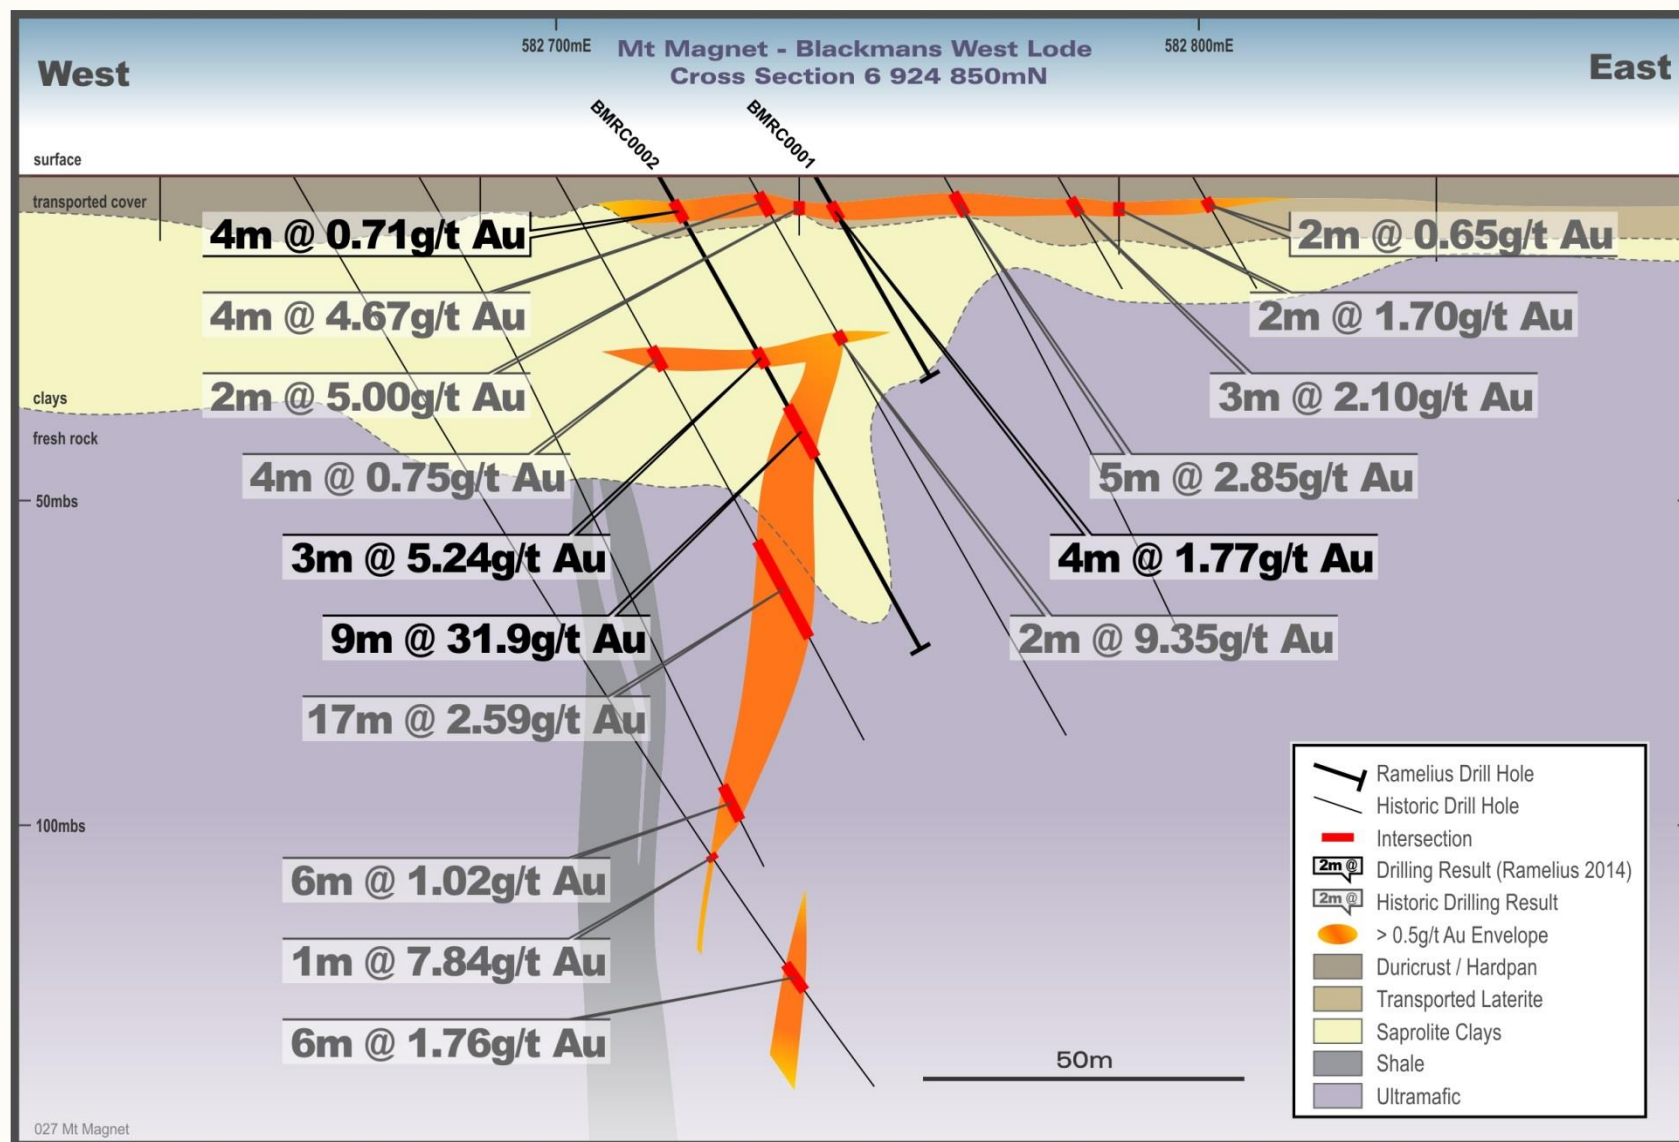 582 700mE
Mt Magnet - Blackmans West Lode
582 800mE
West
Cross Section 6 924 850mN
East
BMRC0002
BMRC0001
surface
transported cover
4m @ 0.71g/t Au
2m @ 0.65g/t Au
4m @ 4.67g/t Au
2m @ 1.70g/t Au
2m @ 5.00g/t Au
3m @ 2.10g/t Au
clays
fresh rock
4m @ 0.75g/t Au
5m @ 2.85g/t Au
50mbs
3m @ 5.24g/t Au
4m @ 1.77g/t Au
9m @ 31.9g/t Au
2m @ 9.35g/t Au
17m @ 2.59g/t Au
100mbs
6m @ 1.02g/t Au
1m @ 7.84g/t Au
6m @ 1.76g/t Au
50m
Ramelius Drill Hole
Historic Drill Hole
Intersection
2m @ Drilling Result (Ramelius 2014)
2m @ Historic Drilling Result
> 0.5g/t Au Envelope
Duricrust / Hardpan
Transported Laterite
Saprolite Clays
Shale
Ultramafic
027 Mt Magnet